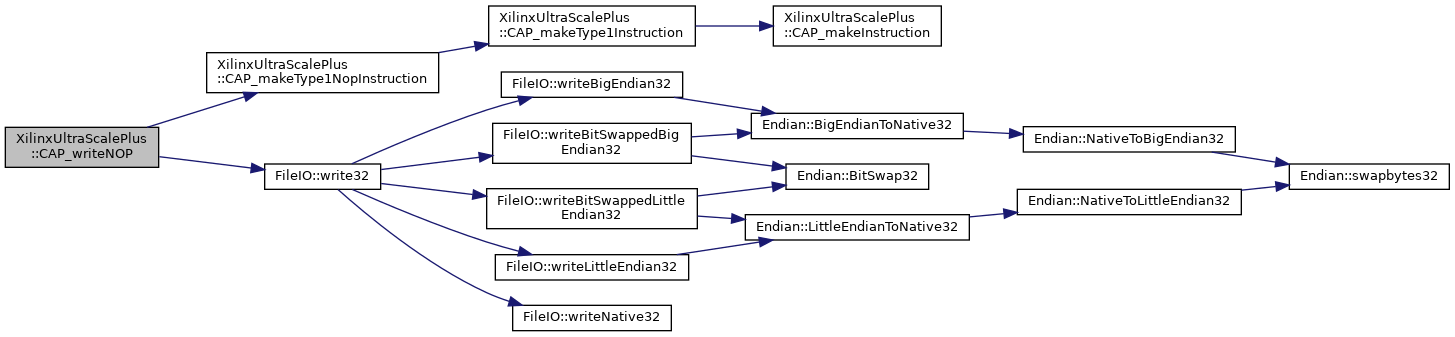 XilinxUltraScalePlus
::CAP_writeNOP
XilinxUltraScalePlus
::CAP_makeType1NopInstruction
XilinxUltraScalePlus
::CAP_makeType1Instruction
XilinxUltraScalePlus
::CAP_makeInstruction
FileIO::write32
FileIO::writeBigEndian32
FileIO::writeBitSwappedBig
Endian32
FileIO::writeBitSwappedLittle
Endian32
FileIO::writeLittleEndian32
FileIO::writeNative32
Endian::BigEndianToNative32
Endian::BitSwap32
Endian::LittleEndianToNative32
Endian::NativeToBigEndian32
Endian::NativeToLittleEndian32
Endian::swapbytes32